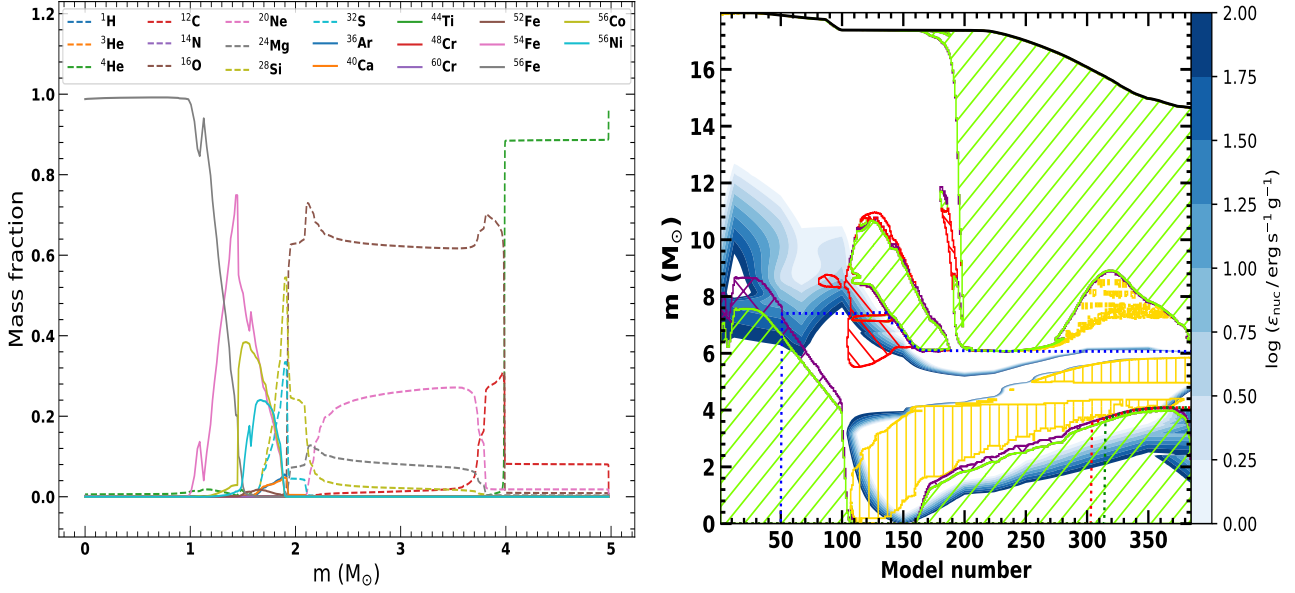 1.2
1.0
0.8
0.6
0.4
0.2
0.0
Mass fraction
¹H ¹²C ²⁰Ne ³²S ⁴⁴Ti ⁵²Fe ⁵⁶Co
³He ¹⁴N ²⁴Mg ³⁶Ar ⁴⁸Cr ⁵⁴Fe ⁵⁶Ni
⁴He ¹⁶O ²⁸Si ⁴⁰Ca ⁶⁰Cr ⁵⁶Fe
0 1 2 3 4 5
m (M☉)
16
14
12
10
8
6
4
2
0
m (M☉)
50 100 150 200 250 300 350
Model number
2.00
1.75
1.50
1.25
1.00
0.75
0.50
0.25
0.00
log (ε_nuc / erg s⁻¹ g⁻¹)